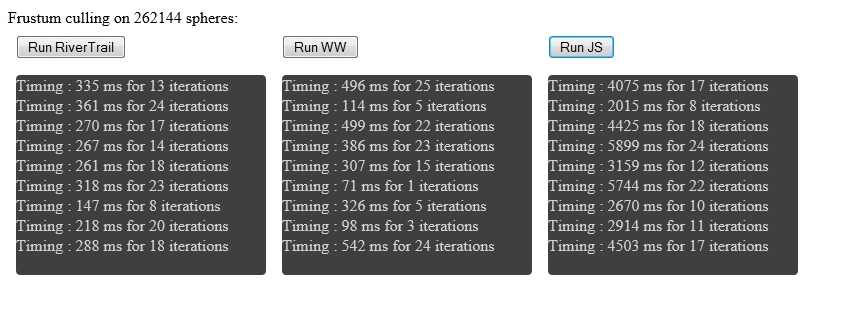 Frustum culling on 262144 spheres:
Run RiverTrail
Timing : 335 ms for 13 iterations
Timing : 361 ms for 24 iterations
Timing : 270 ms for 17 iterations
Timing : 267 ms for 14 iterations
Timing : 261 ms for 18 iterations
Timing : 318 ms for 23 iterations
Timing : 147 ms for 8 iterations
Timing : 218 ms for 20 iterations
Timing : 288 ms for 18 iterations
Run WW
Timing : 496 ms for 25 iterations
Timing : 114 ms for 5 iterations
Timing : 499 ms for 22 iterations
Timing : 386 ms for 23 iterations
Timing : 307 ms for 15 iterations
Timing : 71 ms for 1 iterations
Timing : 326 ms for 5 iterations
Timing : 98 ms for 3 iterations
Timing : 542 ms for 24 iterations
Run JS
Timing : 4075 ms for 17 iterations
Timing : 2015 ms for 8 iterations
Timing : 4425 ms for 18 iterations
Timing : 5899 ms for 24 iterations
Timing : 3159 ms for 12 iterations
Timing : 5744 ms for 22 iterations
Timing : 2670 ms for 10 iterations
Timing : 2914 ms for 11 iterations
Timing : 4503 ms for 17 iterations